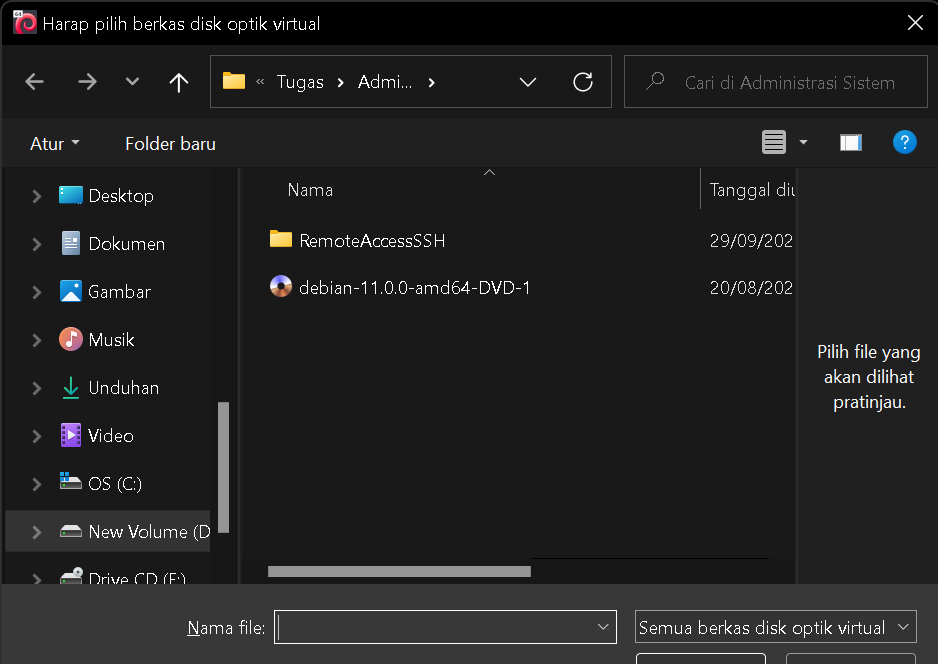 64
Harap pilih berkas disk optik virtual
« Tugas › Admi... ›
Cari di Administrasi Sistem
Atur
Folder baru
?
Nama
Tanggal diu
Desktop
Dokumen
Gambar
Musik
Unduhan
Video
OS (C:)
New Volume (D
Drive CD (F:)
RemoteAccessSSH
29/09/202
debian-11.0.0-amd64-DVD-1
20/08/202
Pilih file yang
akan dilihat
pratinjau.
Nama file:
Semua berkas disk optik virtual